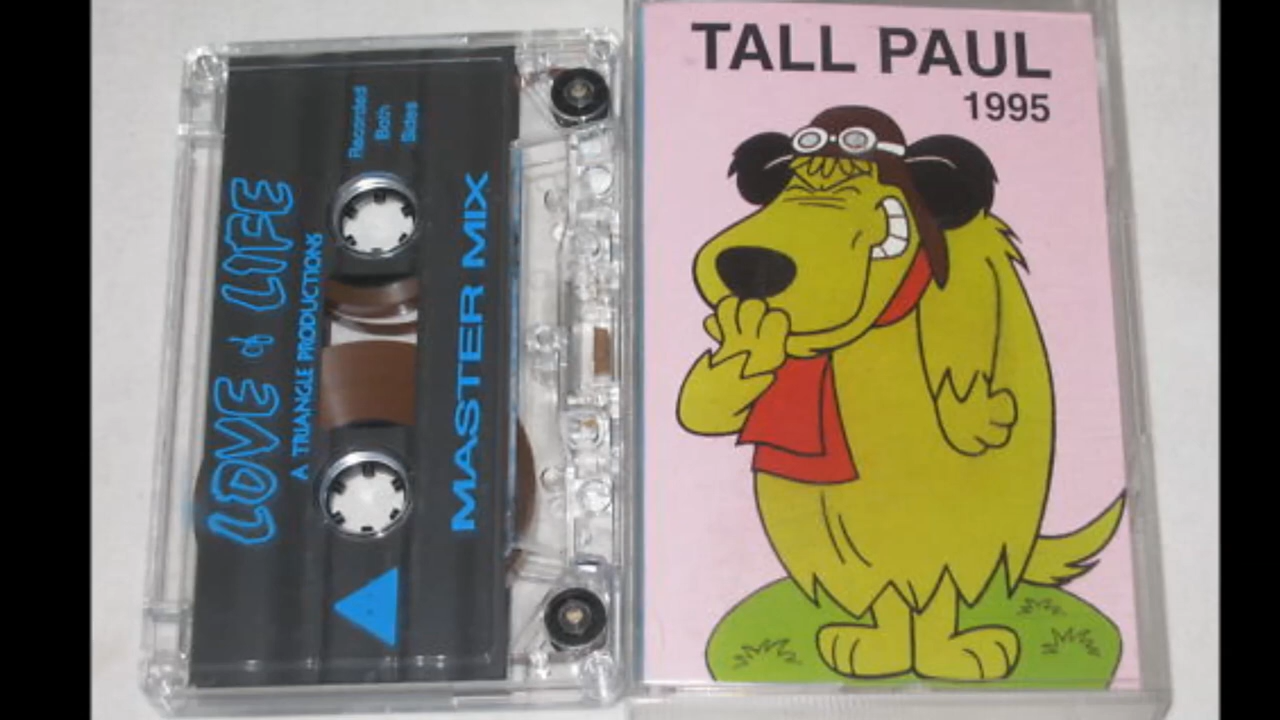 LOVE of LIFE
A TRIANGLE PRODUCTIONS
Recorded
Both
Sides
MASTER MIX
TALL PAUL
1995